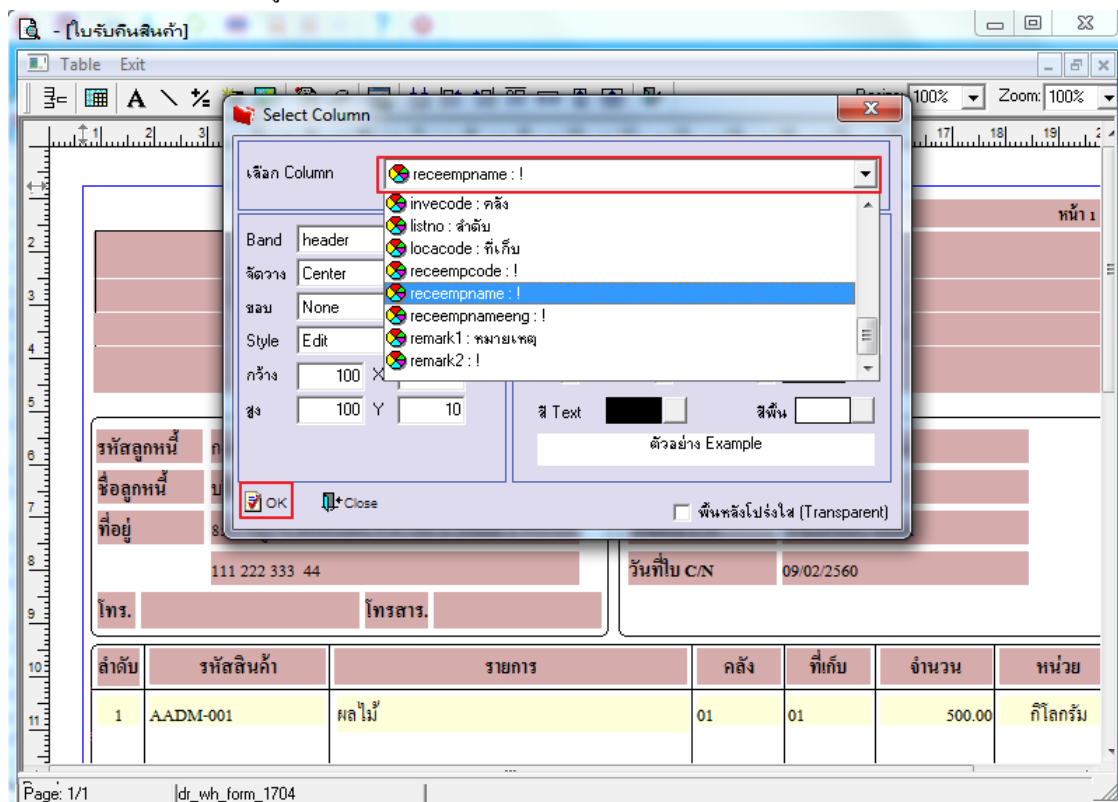 - [ใบรับคืนสินค้า]
Table Exit
100% Zoom: 100%
Select Column
เลือก Column receempname : !
invecode : คลัง
listno : ลำดับ
locacode : ที่เก็บ
receempcode : !
receempname : !
receempnameeng : !
remark1 : หมายเหตุ
remark2 : !
Band header
จัดวาง Center
ขอบ None
Style Edit
กว้าง 100 X
สูง 100 Y 10
สี Text สีพื้น
ตัวอย่าง Example
OK Close พื้นหลังโปร่งใส (Transparent)
หน้า 1
รหัสลูกหนี้
ชื่อลูกหนี้
ที่อยู่
111 222 333 44 วันที่ใบ C/N 09/02/2560
โทร. โทรสาร.
ลำดับ รหัสสินค้า รายการ คลัง ที่เก็บ จำนวน หน่วย
1 AADM-001 ผลไม้ 01 01 500.00 กิโลกรัม
Page: 1/1 dr_wh_form_1704